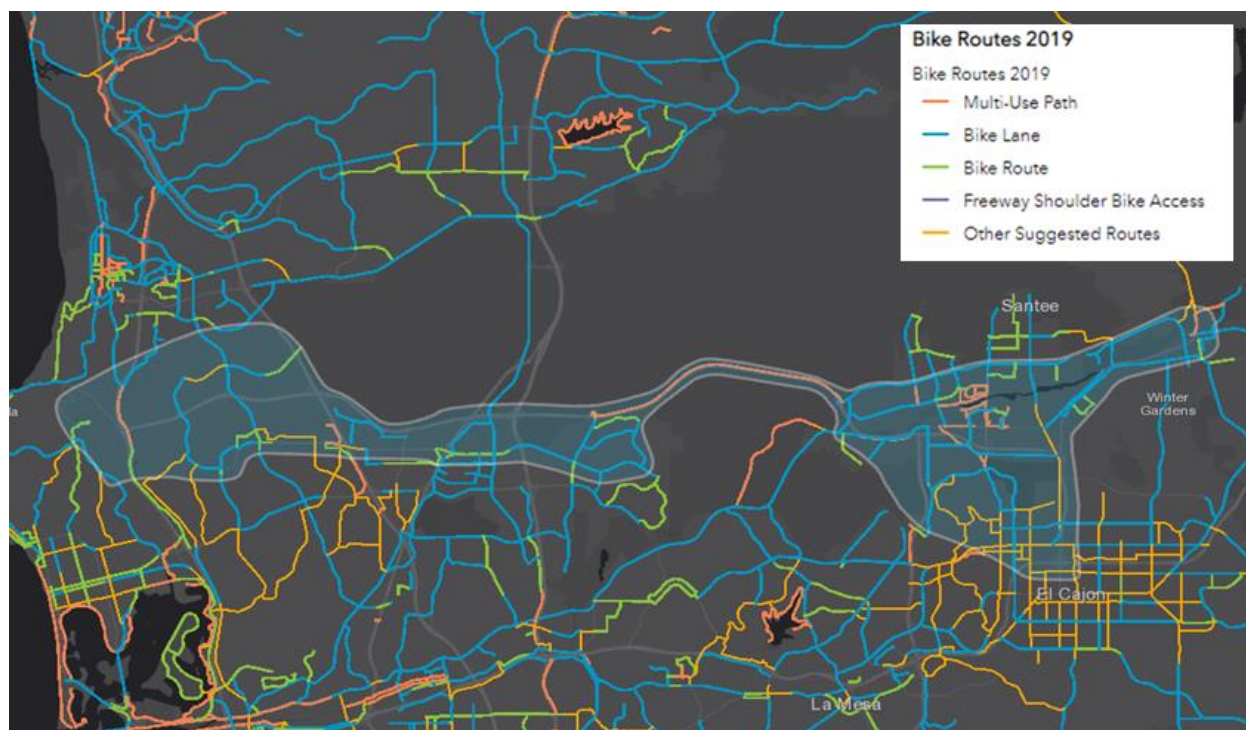 Bike Routes 2019
Bike Routes 2019
Multi-Use Path
Bike Lane
Bike Route
Freeway Shoulder Bike Access
Other Suggested Routes
Santee
Winter
Gardens
la
El Cajon
La Mesa